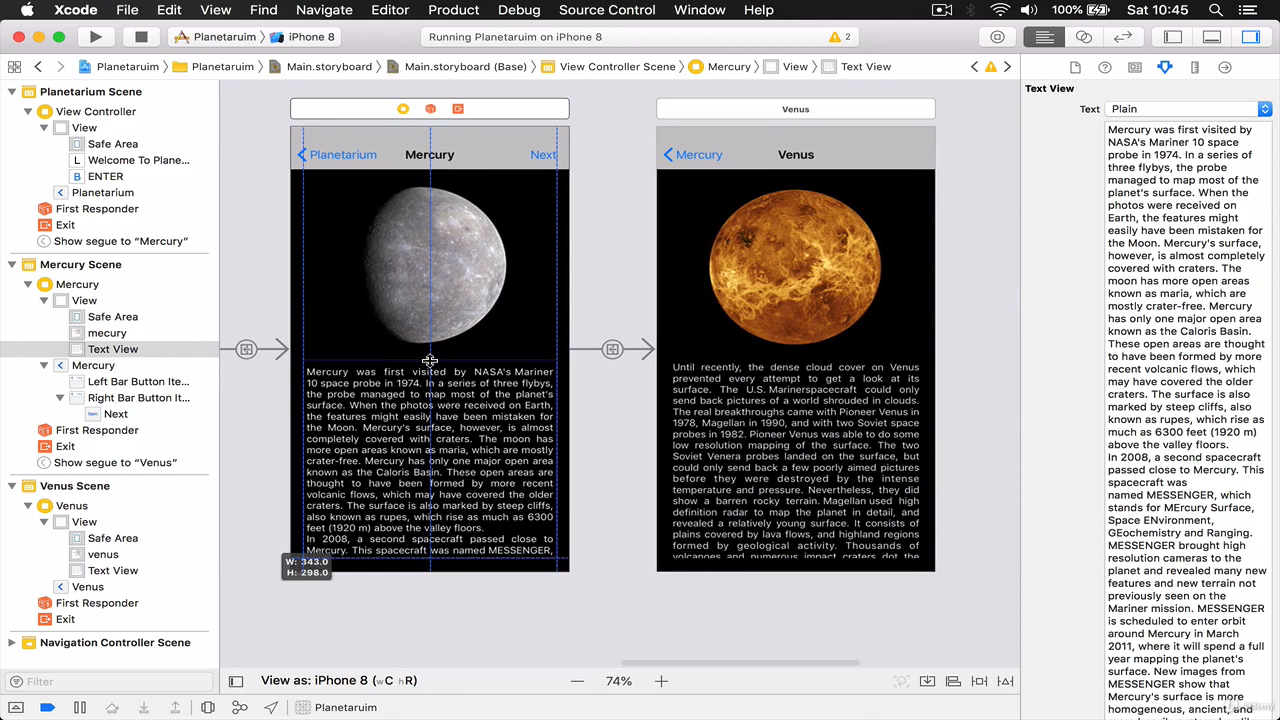 Xcode File Edit View Find Navigate Editor Product Debug Source Control Window Help 100% Sat 10:45
Planetaruim iPhone 8 Running Planetaruim on iPhone 8 2
Planetaruim Planetaruim Main.storyboard Main.storyboard (Base) View Controller Scene Mercury View Text View
Planetarium Scene
View Controller
View
Safe Area
L Welcome To Plane...
B ENTER
Planetarium
First Responder
Exit
Show segue to “Mercury”
Mercury Scene
Mercury
View
Safe Area
mecury
Text View
Mercury
Left Bar Button Ite...
Right Bar Button It...
Next
First Responder
Exit
Show segue to “Venus”
Venus Scene
Venus
View
Safe Area
venus
Text View
Venus
First Responder
Exit
Navigation Controller Scene
Filter
Planetarium Mercury Next
Mercury was first visited by NASA's Mariner
10 space probe in 1974. In a series of three flybys,
the probe managed to map most of the planet's
surface. When the photos were received on Earth,
the features might easily have been mistaken for
the Moon. Mercury's surface, however, is almost
completely covered with craters. The moon has
more open areas known as maria, which are mostly
crater-free. Mercury has only one major open area
known as the Caloris Basin. These open areas are
thought to have been formed by more recent
volcanic flows, which may have covered the older
craters. The surface is also marked by steep cliffs,
also known as rupes, which rise as much as 6300
feet (1920 m) above the valley floors.
In 2008, a second spacecraft passed close to
Mercury. This spacecraft was named MESSENGER,
W: 343.0
H: 298.0
Venus
Mercury Venus
Until recently, the dense cloud cover on Venus
prevented every attempt to get a look at its
surface. The U.S. Marinerspacecraft could only
send back pictures of a world shrouded in clouds.
The real breakthroughs came with Pioneer Venus in
1978, Magellan in 1990, and with two Soviet space
probes in 1982. Pioneer Venus was able to do some
low resolution mapping of the surface. The two
Soviet Venera probes landed on the surface, but
could only send back a few poorly aimed pictures
before they were destroyed by the intense
temperature and pressure. Nevertheless, they did
show a barren rocky terrain. Magellan used high
definition radar to map the planet in detail, and
revealed a relatively young surface. It consists of
plains covered by lava flows, and highland regions
formed by geological activity. Thousands of
volcanoes and numerous impact craters dot the
View as: iPhone 8 (wC hR) 74%
Planetaruim
Text View
Text Plain
Mercury was first visited by
NASA's Mariner 10 space
probe in 1974. In a series of
three flybys, the probe
managed to map most of the
planet's surface. When the
photos were received on
Earth, the features might
easily have been mistaken for
the Moon. Mercury's surface,
however, is almost completely
covered with craters. The
moon has more open areas
known as maria, which are
mostly crater-free. Mercury
has only one major open area
known as the Caloris Basin.
These open areas are thought
to have been formed by more
recent volcanic flows, which
may have covered the older
craters. The surface is also
marked by steep cliffs, also
known as rupes, which rise as
much as 6300 feet (1920 m)
above the valley floors.
In 2008, a second spacecraft
passed close to Mercury. This
spacecraft was
named MESSENGER, which
stands for MErcury Surface,
Space ENvironment,
GEochemistry and Ranging.
MESSENGER brought high
resolution cameras to the
planet and revealed many new
features and new terrain not
previously seen on the
Mariner mission. MESSENGER
is scheduled to enter orbit
around Mercury in March
2011, where it will spend a full
year mapping the planet's
surface. New images from
MESSENGER show that
Mercury's surface is more
homogeneous, ancient, and